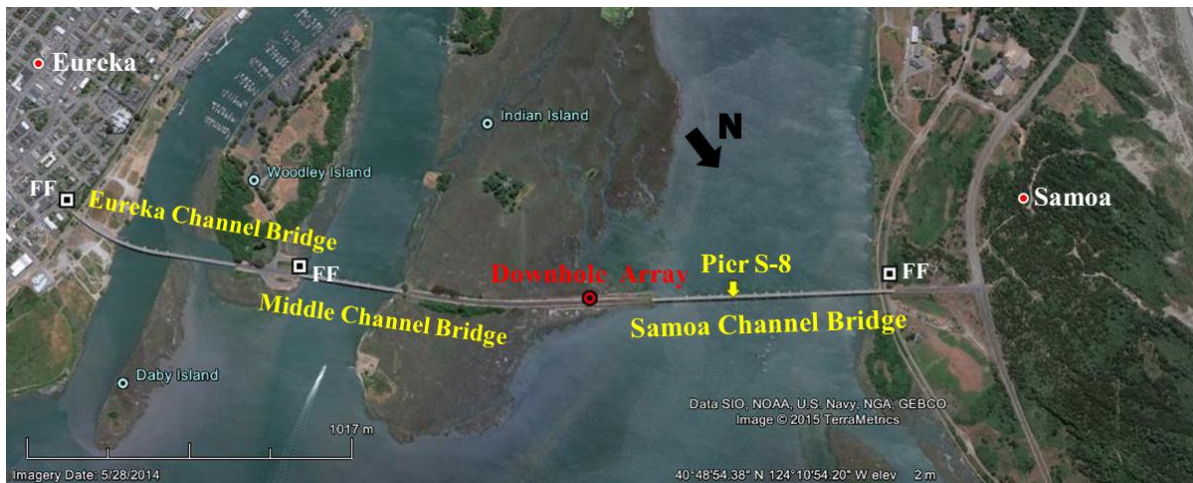 Eureka
Indian Island
N
Woodley Island
FF
Samoa
Eureka Channel Bridge
FF
Downhole Array
Pier S-8
FF
Middle Channel Bridge
Samoa Channel Bridge
Daby Island
Data SIO, NOAA, U.S. Navy, NGA, GEBCO
Image © 2015 TerraMetrics
1017 m
Imagery Date: 5/28/2014
40°48'54.38" N 124°10'54.20" W elev 2 m